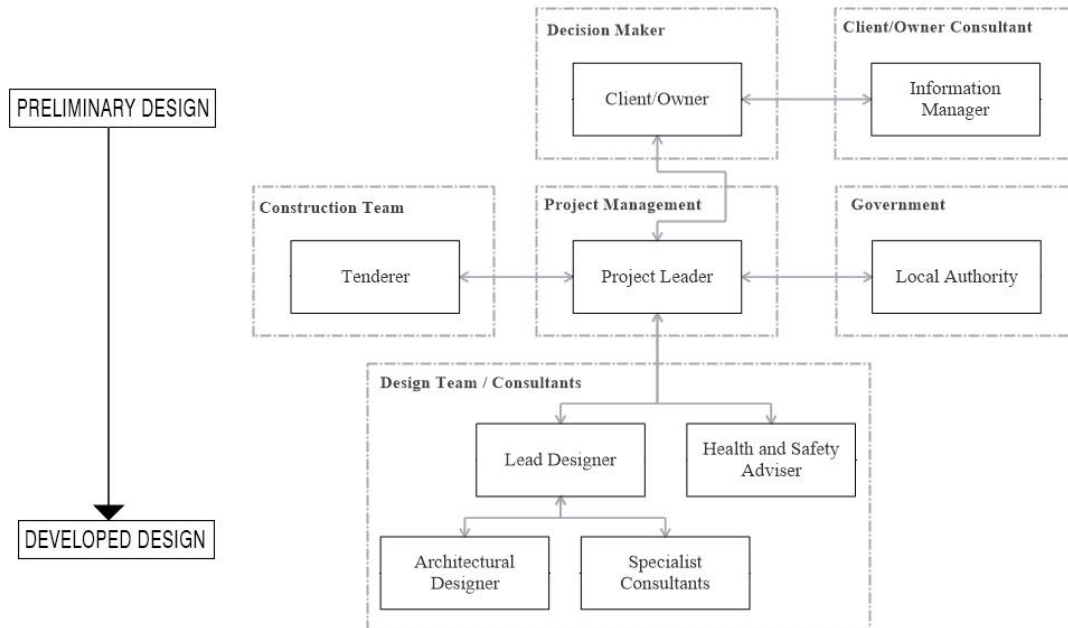 Decision Maker
Client/Owner Consultant
Client/Owner
Information
Manager
PRELIMINARY DESIGN
Construction Team
Project Management
Government
Tenderer
Project Leader
Local Authority
Design Team / Consultants
Lead Designer
Health and Safety
Adviser
DEVELOPED DESIGN
Architectural
Designer
Specialist
Consultants